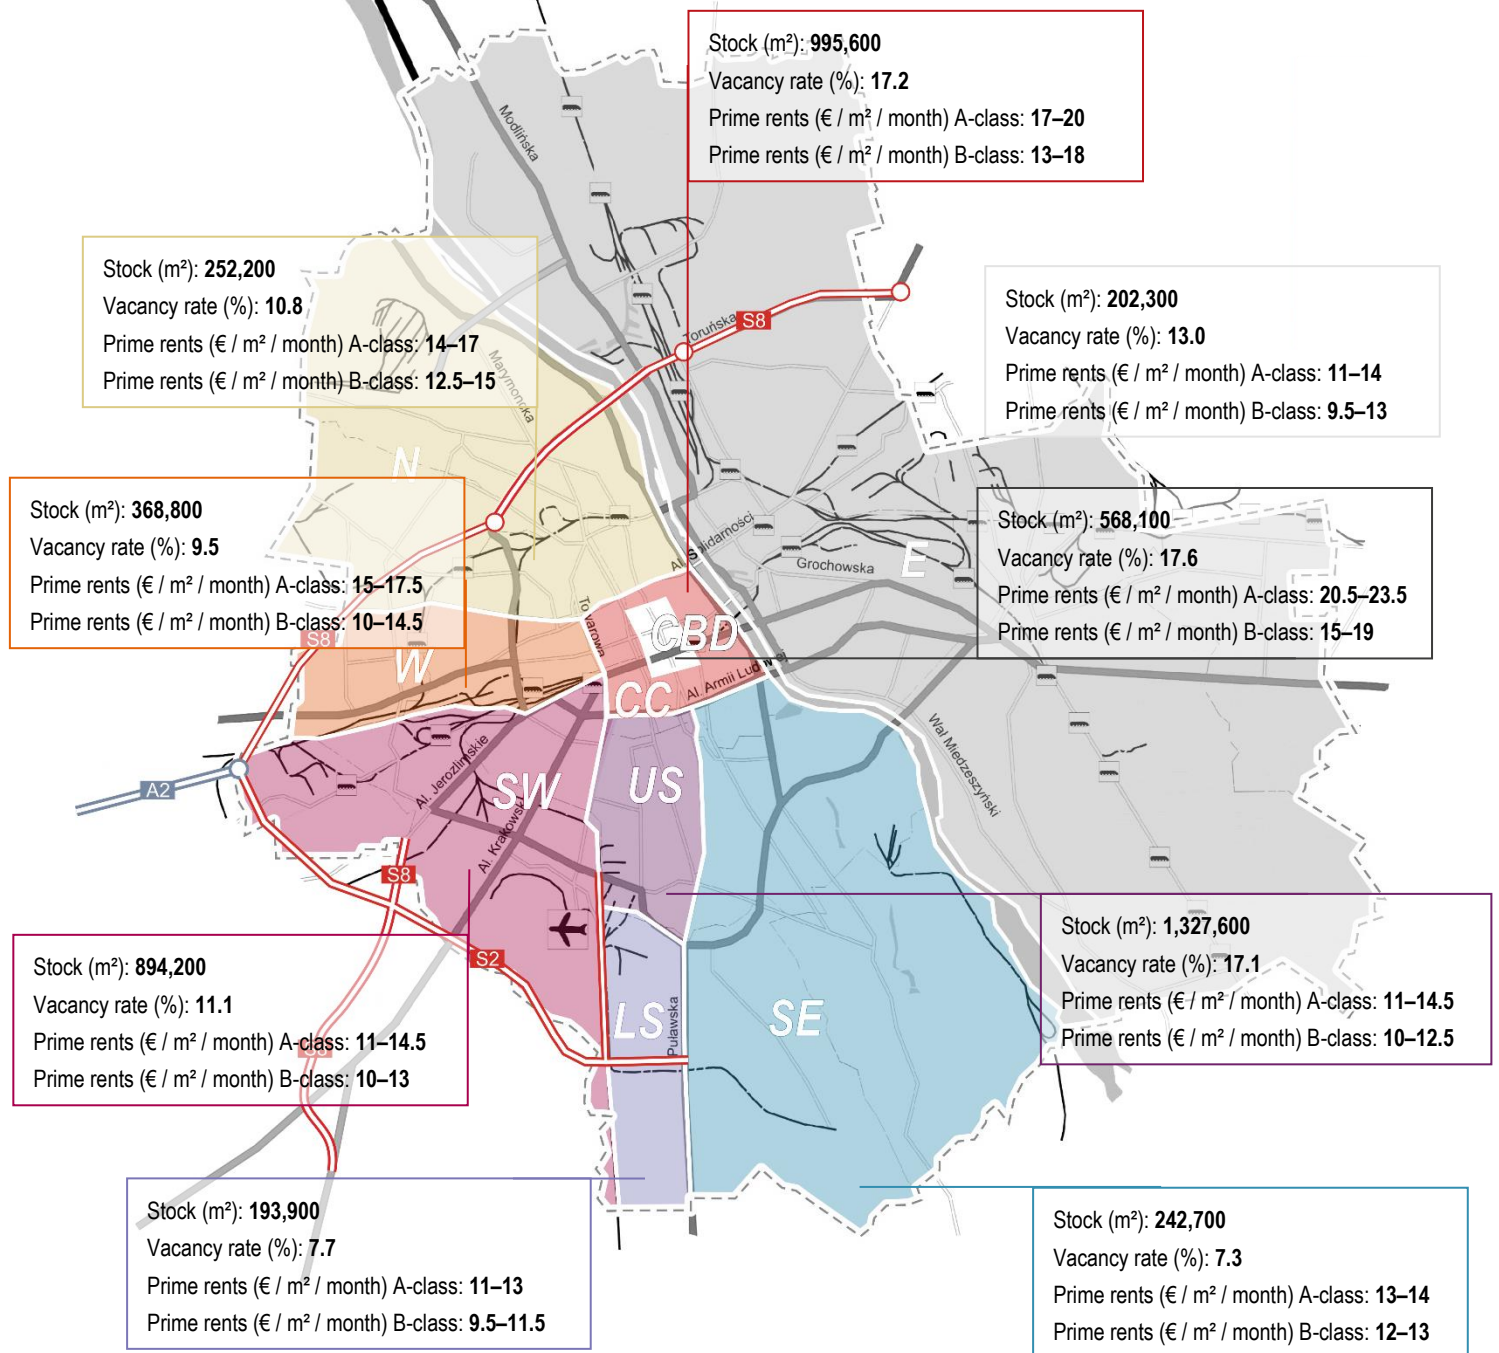 Stock (m²): 995,600
Vacancy rate (%): 17.2
Prime rents (€ / m² / month) A-class: 17–20
Prime rents (€ / m² / month) B-class: 13–18
Modlińska
Stock (m²): 252,200
Vacancy rate (%): 10.8
Prime rents (€ / m² / month) A-class: 14–17
Prime rents (€ / m² / month) B-class: 12.5–15
Stock (m²): 202,300
Vacancy rate (%): 13.0
Prime rents (€ / m² / month) A-class: 11–14
Prime rents (€ / m² / month) B-class: 9.5–13
Toruńska
S8
Marymoncka
N
Stock (m²): 368,800
Vacancy rate (%): 9.5
Prime rents (€ / m² / month) A-class: 15–17.5
Prime rents (€ / m² / month) B-class: 10–14.5
S8
W
Stock (m²): 568,100
Vacancy rate (%): 17.6
Prime rents (€ / m² / month) A-class: 20.5–23.5
Prime rents (€ / m² / month) B-class: 15–19
Al. Solidarności
Grochowska
E
Towarowa
CBD
CC
Al. Armii Ludowej
Wał Miedzeszyński
A2
Al. Jerozlimskie
SW
US
Al. Krakowska
S8
Stock (m²): 1,327,600
Vacancy rate (%): 17.1
Prime rents (€ / m² / month) A-class: 11–14.5
Prime rents (€ / m² / month) B-class: 10–12.5
Stock (m²): 894,200
Vacancy rate (%): 11.1
Prime rents (€ / m² / month) A-class: 11–14.5
Prime rents (€ / m² / month) B-class: 10–13
S2
LS
Puławska
SE
Stock (m²): 193,900
Vacancy rate (%): 7.7
Prime rents (€ / m² / month) A-class: 11–13
Prime rents (€ / m² / month) B-class: 9.5–11.5
Stock (m²): 242,700
Vacancy rate (%): 7.3
Prime rents (€ / m² / month) A-class: 13–14
Prime rents (€ / m² / month) B-class: 12–13